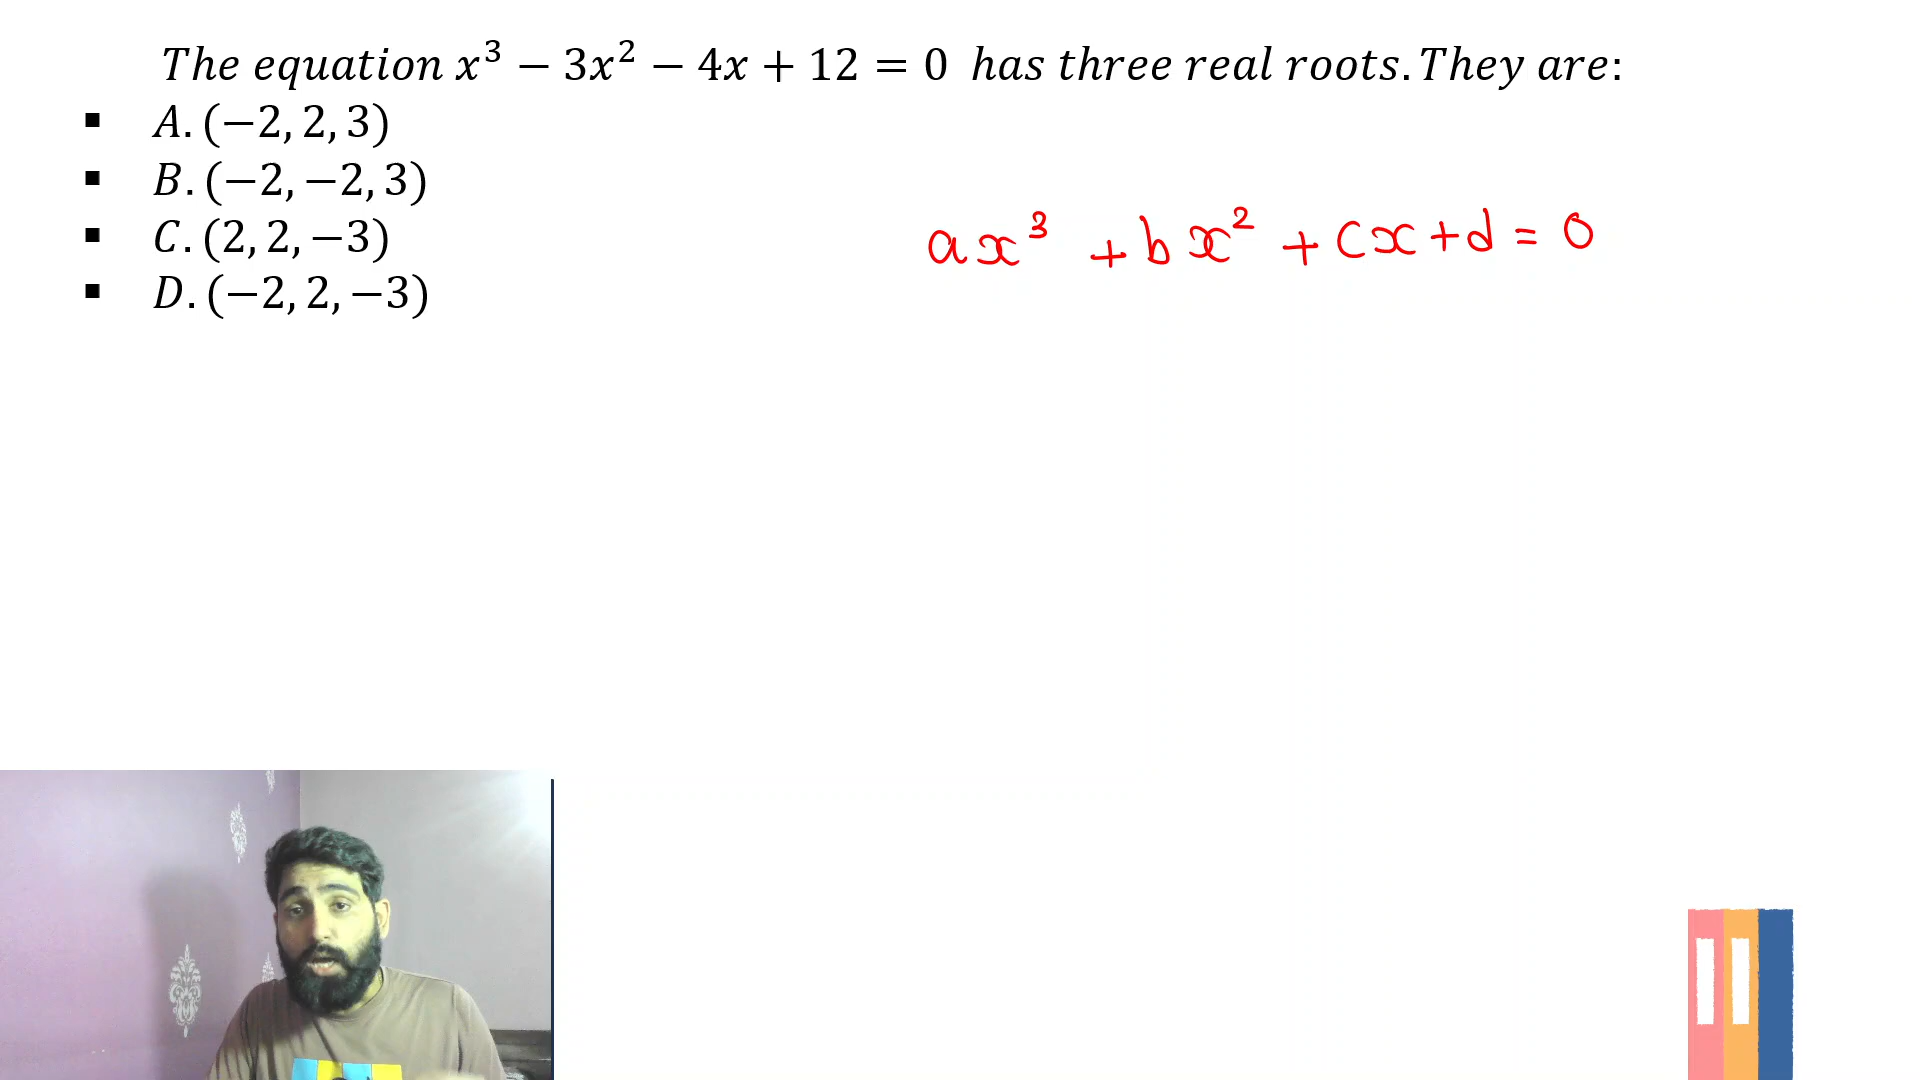 The equation x³ − 3x² − 4x + 12 = 0 has three real roots. They are:
▪ A. (−2, 2, 3)
▪ B. (−2, −2, 3)
▪ C. (2, 2, −3)
▪ D. (−2, 2, −3)
ax³ + bx² + cx + d = 0